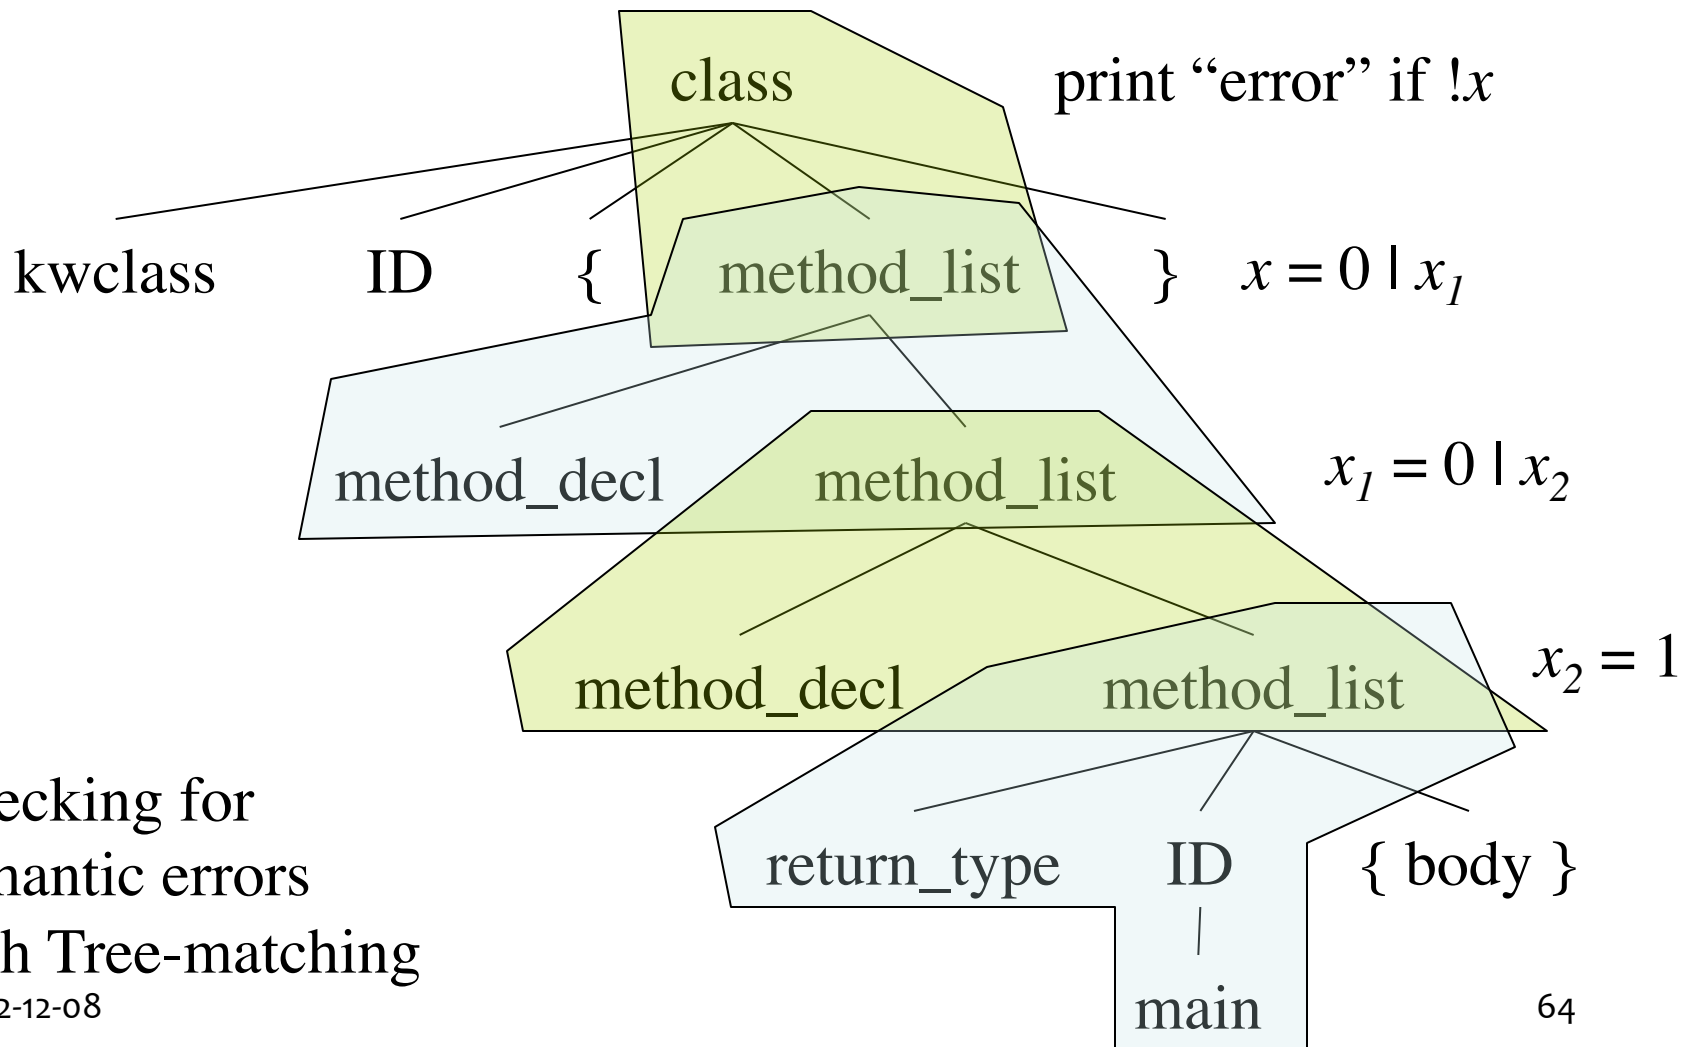 class print “error” if !x
kwclass ID { method_list } x = 0 | x1
x1 = 0 | x2
method_decl method_list
x2 = 1
method_decl method_list
ecking for
return_type ID { body }
mantic errors
h Tree-matching
2-12-08
main
64